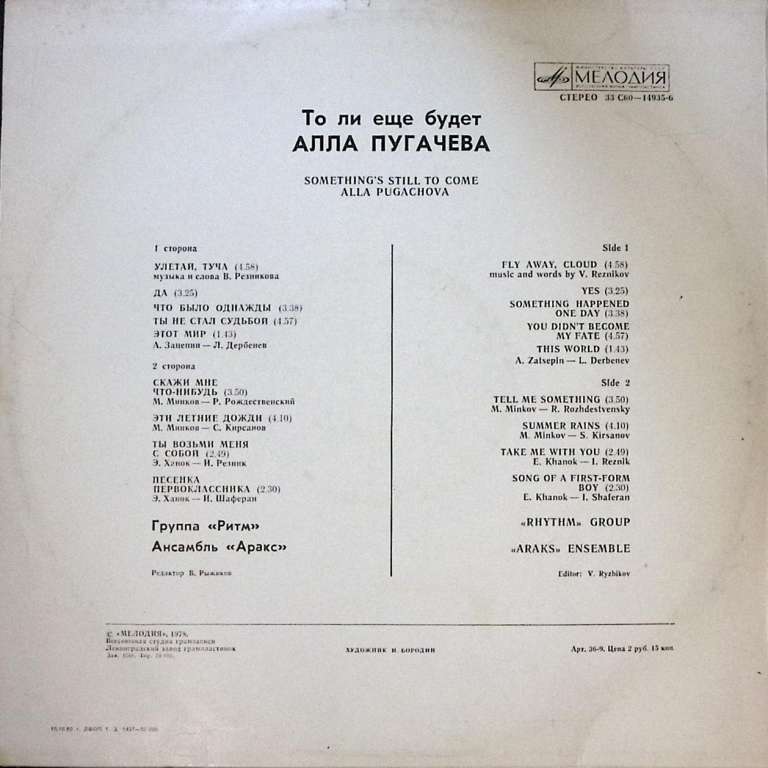 МЕЛОДИЯ
СТЕРЕО 33 С60—14935-6
То ли еще будет
АЛЛА ПУГАЧЕВА
SOMETHING'S STILL TO COME
ALLA PUGACHOVA
1 сторона
УЛЕТАЙ, ТУЧА (4.58)
музыка и слова В. Резникова
ДА (3.25)
ЧТО БЫЛО ОДНАЖДЫ (3.38)
ТЫ НЕ СТАЛ СУДЬБОЙ (4.57)
ЭТОТ МИР (1.43)
А. Зацепин — Л. Дербенев
2 сторона
СКАЖИ МНЕ
ЧТО-НИБУДЬ (3.50)
М. Минков — Р. Рождественский
ЭТИ ЛЕТНИЕ ДОЖДИ (4.10)
М. Минков — С. Кирсанов
ТЫ ВОЗЬМИ МЕНЯ
С СОБОЙ (2.49)
Э. Ханок — И. Резник
ПЕСЕНКА
ПЕРВОКЛАССНИКА (2.30)
Э. Ханок — И. Шаферан
Группа «Ритм»
Ансамбль «Аракс»
Редактор В. Рыжиков
Side 1
FLY AWAY, CLOUD (4.58)
music and words by V. Reznikov
YES (3.25)
SOMETHING HAPPENED
ONE DAY (3.38)
YOU DIDN'T BECOME
MY FATE (4.57)
THIS WORLD (1.43)
A. Zatsepin — L. Derbenev
Side 2
TELL ME SOMETHING (3.50)
M. Minkov — R. Rozhdestvensky
SUMMER RAINS (4.10)
M. Minkov — S. Kirsanov
TAKE ME WITH YOU (2.49)
E. Khanok — I. Reznik
SONG OF A FIRST-FORM
BOY (2.30)
E. Khanok — I. Shaferan
«RHYTHM» GROUP
«ARAKS» ENSEMBLE
Editor: V. Ryzhikov
© «МЕЛОДИЯ», 1978.
Всесоюзная студия грамзаписи
Ленинградский завод грампластинок
ХУДОЖНИК И. БОРОДИН
Арт. 36-9. Цена 2 руб. 15 коп